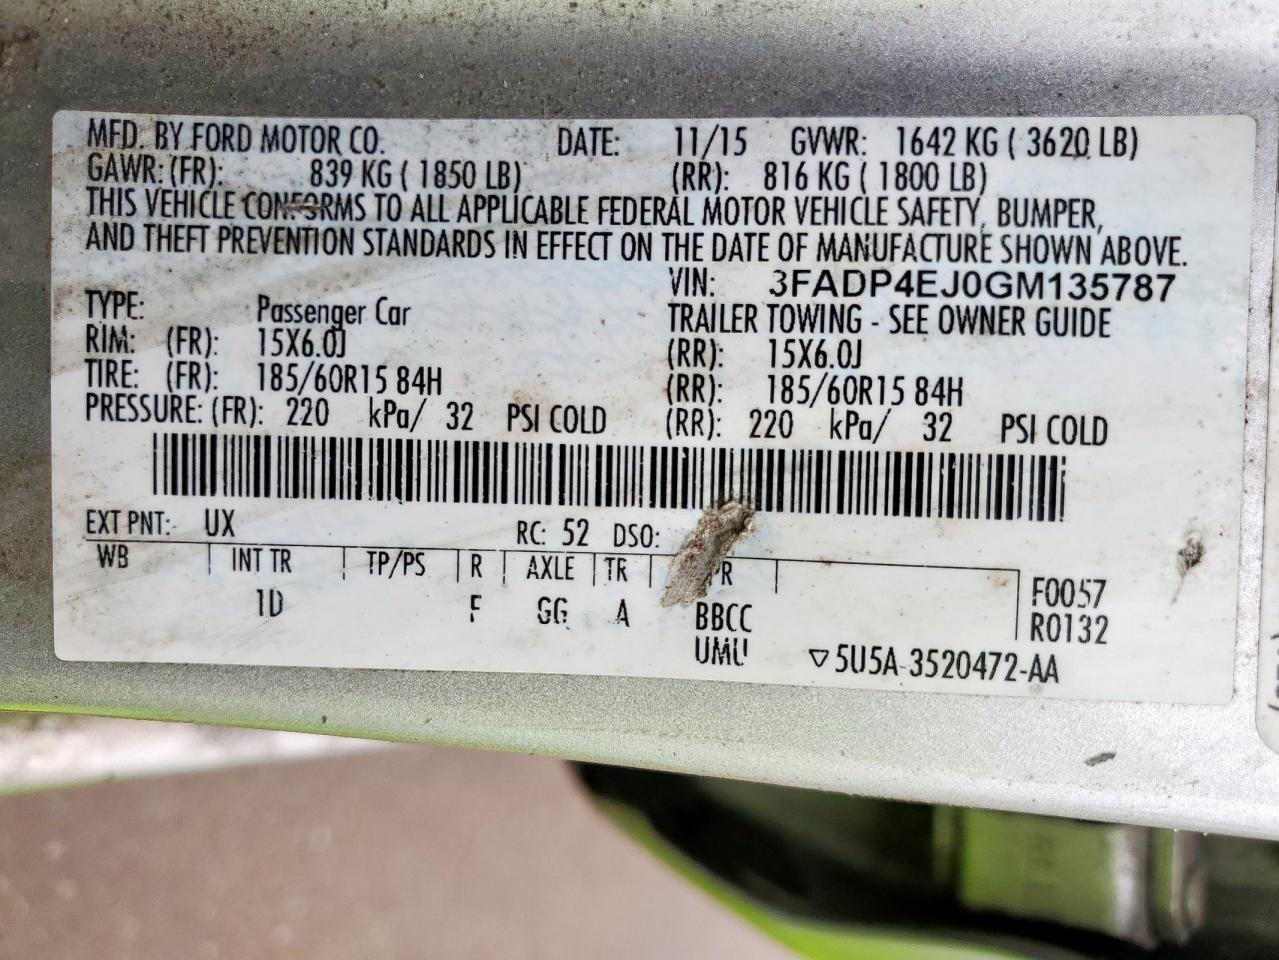 MFD. BY FORD MOTOR CO. DATE: 11/15 GVWR: 1642 KG ( 3620 LB)
GAWR: (FR): 839 KG ( 1850 LB) (RR): 816 KG ( 1800 LB)
THIS VEHICLE CONFORMS TO ALL APPLICABLE FEDERAL MOTOR VEHICLE SAFETY, BUMPER,
AND THEFT PREVENTION STANDARDS IN EFFECT ON THE DATE OF MANUFACTURE SHOWN ABOVE.
VIN: 3FADP4EJ0GM135787
TYPE: Passenger Car TRAILER TOWING - SEE OWNER GUIDE
RIM: (FR): 15X6.0J (RR): 15X6.0J
TIRE: (FR): 185/60R15 84H (RR): 185/60R15 84H
PRESSURE: (FR): 220 kPa/ 32 PSI COLD (RR): 220 kPa/ 32 PSI COLD
EXT PNT: UX RC: 52 DSO:
WB INT TR TP/PS R AXLE TR F0057
1D F GG A BBCC R0132
UMU ▽5U5A-3520472-AA